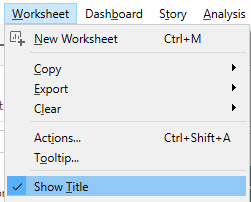 Worksheet Dashboard Story Analysis
New Worksheet Ctrl+M
Copy
Export
Clear
Actions... Ctrl+Shift+A
Tooltip...
Show Title